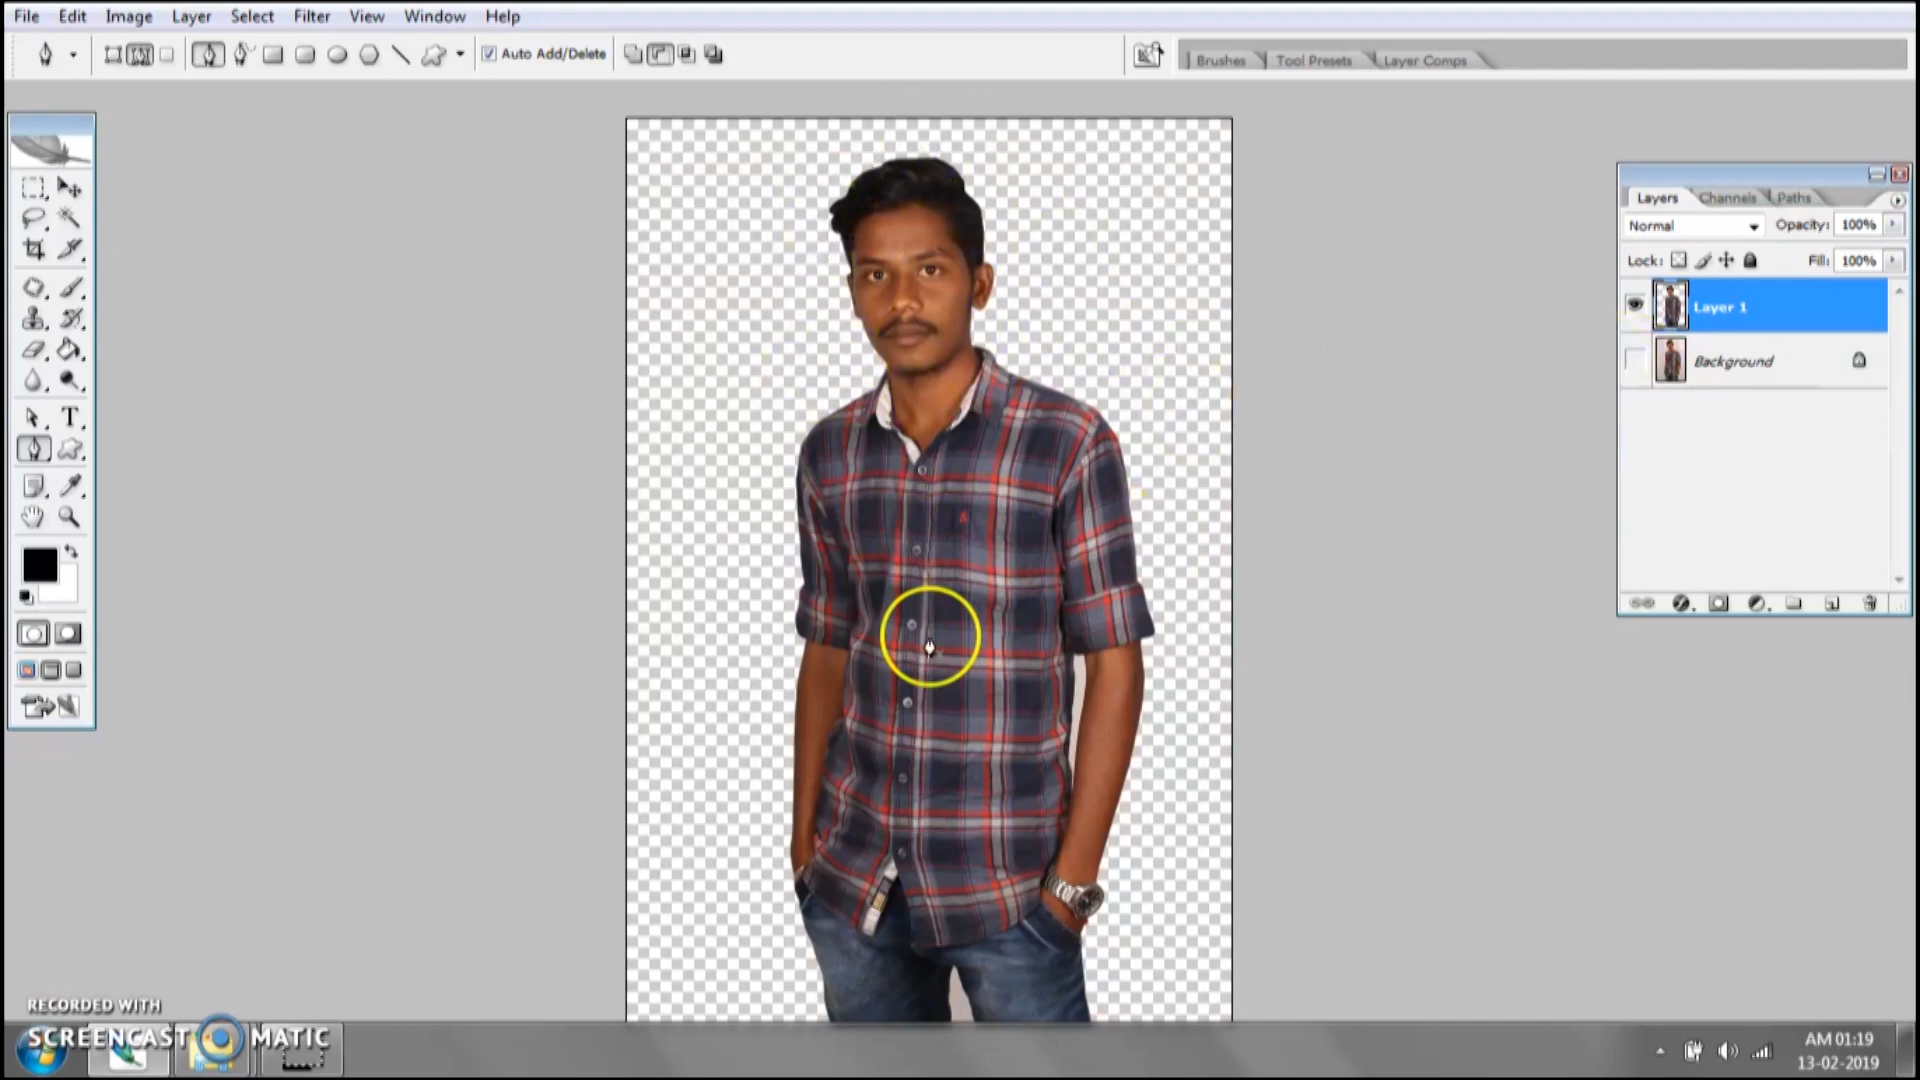 File Edit Image Layer Select Filter View Window Help
Auto Add/Delete
Brushes Tool Presets Layer Comps
Layers Channels Paths
Normal Opacity: 100%
Lock: Fill: 100%
Layer 1
Background
T
RECORDED WITH
SCREENCAST MATIC
AM 01:19
13-02-2019